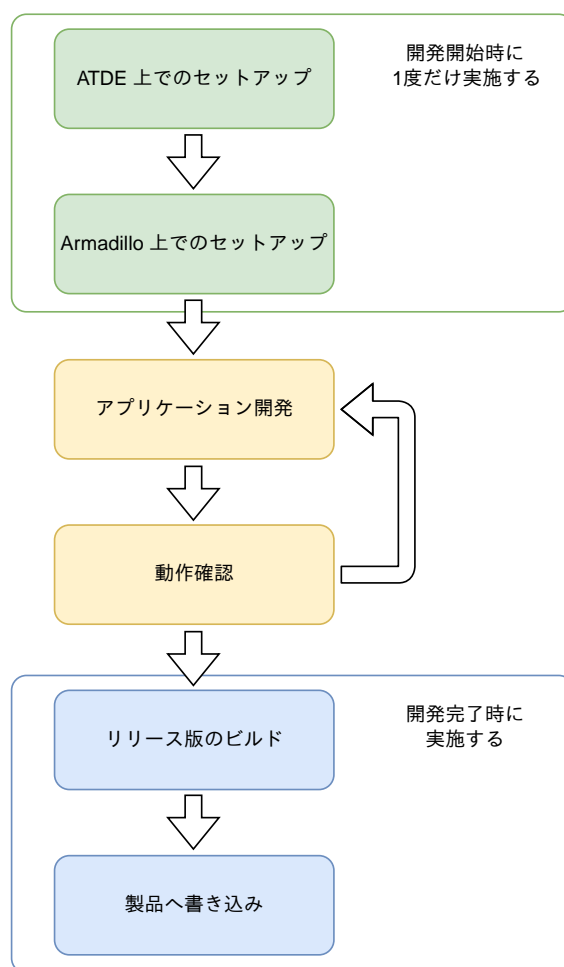 ATDE 上でのセットアップ
開発開始時に
1度だけ実施する
Armadillo 上でのセットアップ
アプリケーション開発
動作確認
リリース版のビルド
開発完了時に
実施する
製品へ書き込み